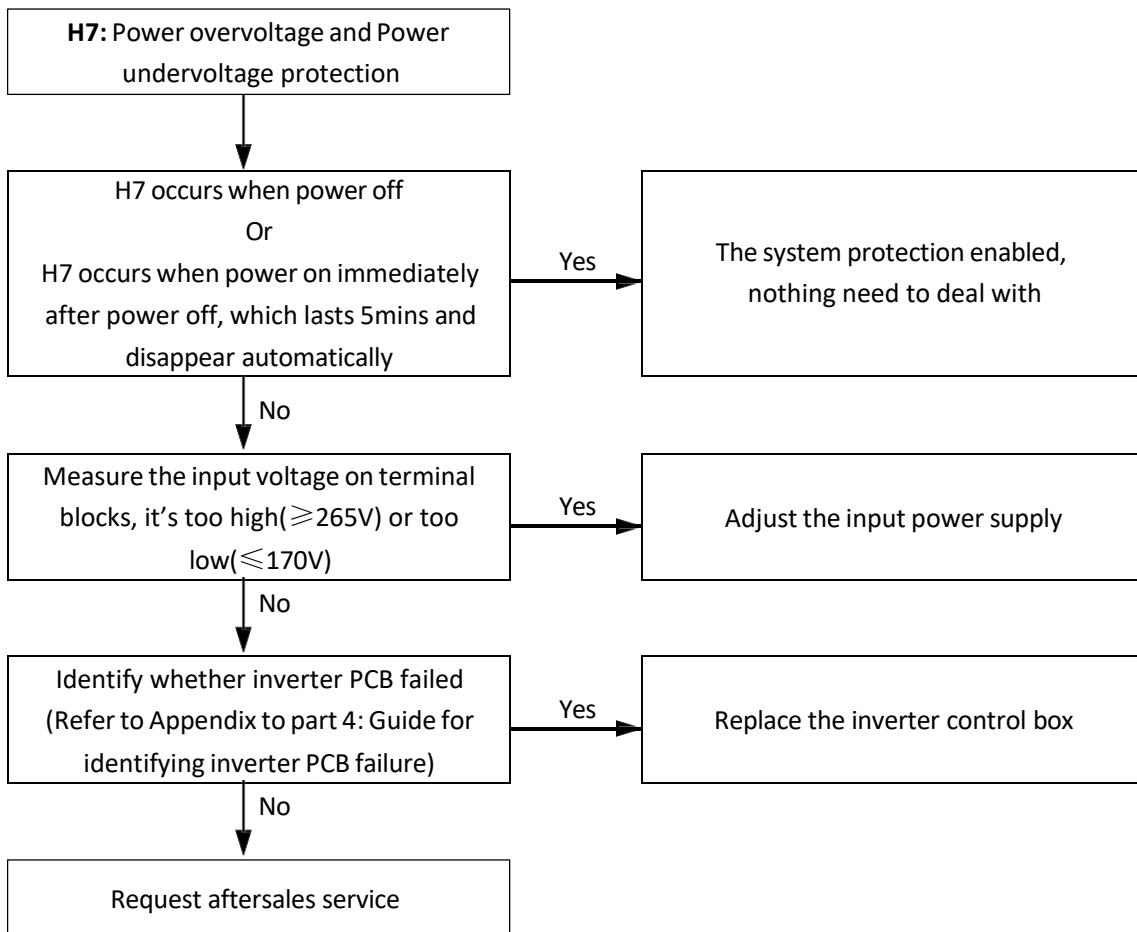 H7: Power overvoltage and Power
undervoltage protection
H7 occurs when power off
Or
H7 occurs when power on immediately
after power off, which lasts 5mins and
disappear automatically
Yes
The system protection enabled,
nothing need to deal with
No
Measure the input voltage on terminal
blocks, it’s too high(≥265V) or too
low(≤170V)
Yes
Adjust the input power supply
No
Identify whether inverter PCB failed
(Refer to Appendix to part 4: Guide for
identifying inverter PCB failure)
Yes
Replace the inverter control box
No
Request aftersales service